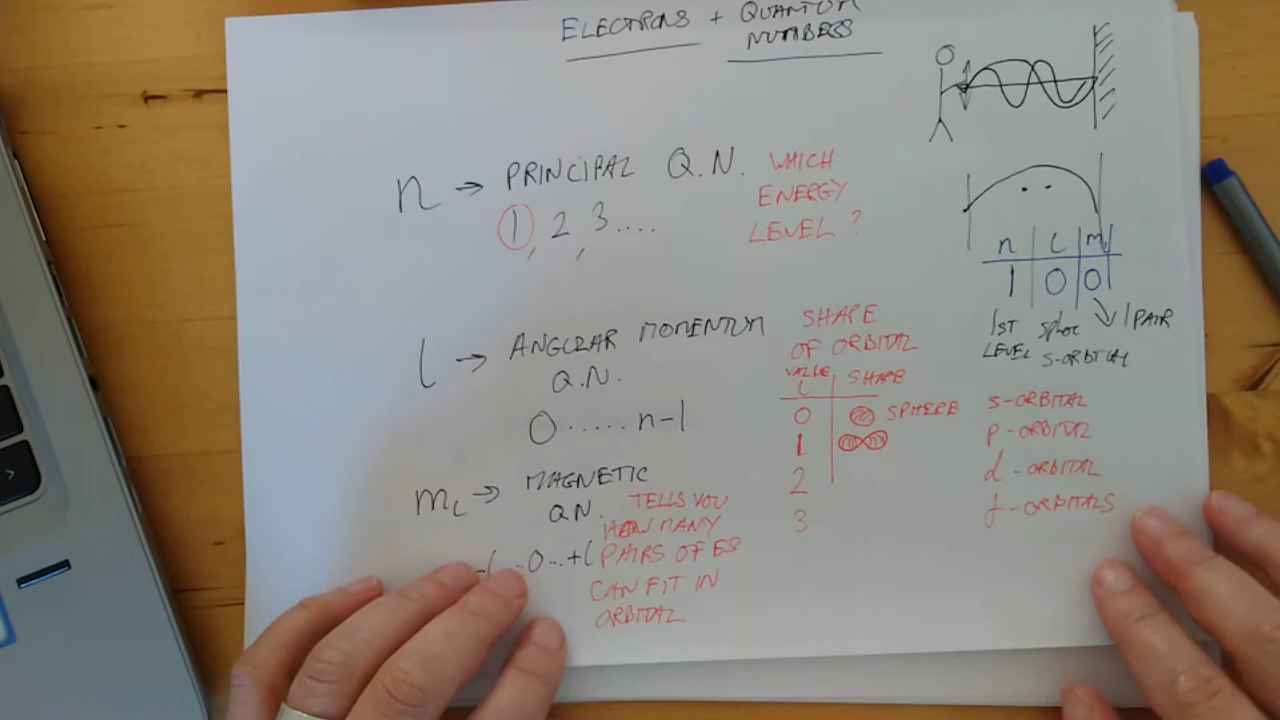 ELECTRONS + QUANTUM
NUMBERS
n → PRINCIPAL Q.N.
1, 2, 3....
WHICH
ENERGY
LEVEL?
n l ml
1 0 0
1ST
LEVEL
S-ORBITAL
1 PAIR
l → ANGULAR MOMENTUM
Q.N.
0 ..... n-1
SHAPE
OF ORBITAL
VALUE
L SHAPE
0 SPHERE
1
2
3
S-ORBITAL
p-ORBITAL
d-ORBITAL
f-ORBITALS
mL → MAGNETIC
QN.
-l ..0...+l
TELLS YOU
HOW MANY
PAIRS OF ES
CAN FIT IN
ORBITAL